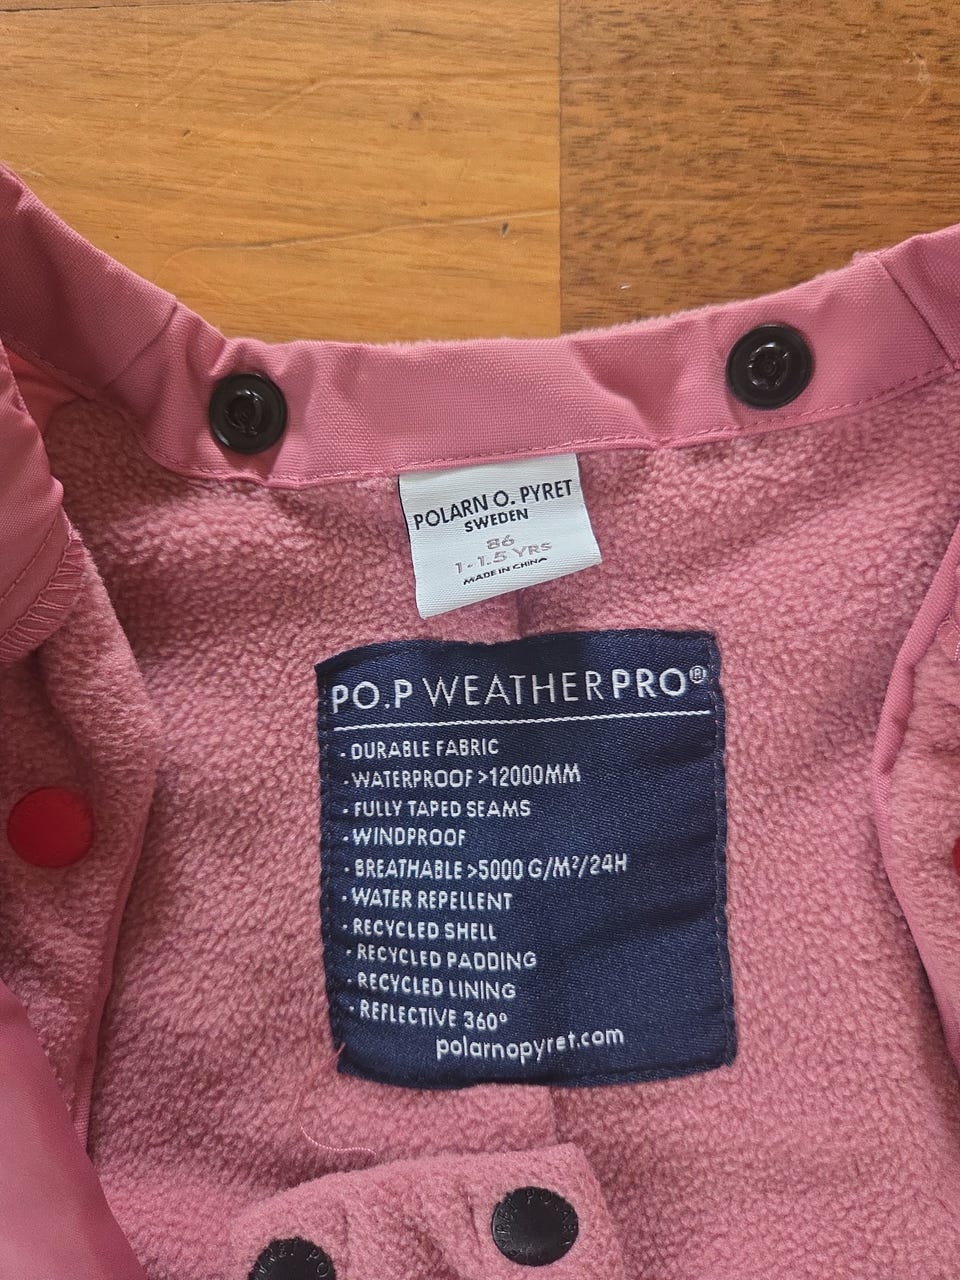 POLARN O. PYRET
SWEDEN
86
1-1.5 YRS
MADE IN CHINA
PO.P WEATHERPRO®
- DURABLE FABRIC
- WATERPROOF >12000MM
- FULLY TAPED SEAMS
- WINDPROOF
- BREATHABLE >5000 G/M²/24H
- WATER REPELLENT
- RECYCLED SHELL
- RECYCLED PADDING
- RECYCLED LINING
- REFLECTIVE 360°
polarnopyret.com